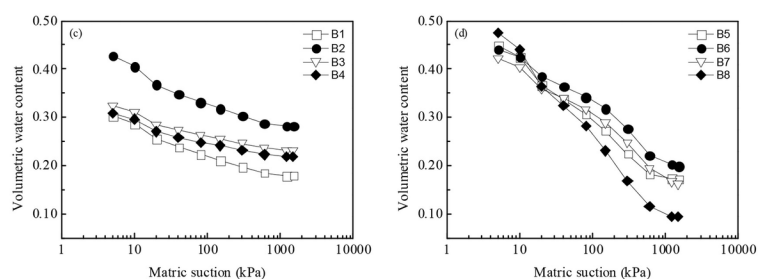 0.50
(c)
B1
B2
B3
B4
0.40
0.30
0.20
0.10
1
10
100
1000
10000
Volumetric water content
Matric suction (kPa)
0.50
(d)
B5
B6
B7
B8
0.40
0.30
0.20
0.10
1
10
100
1000
10000
Volumetric water content
Matric suction (kPa)